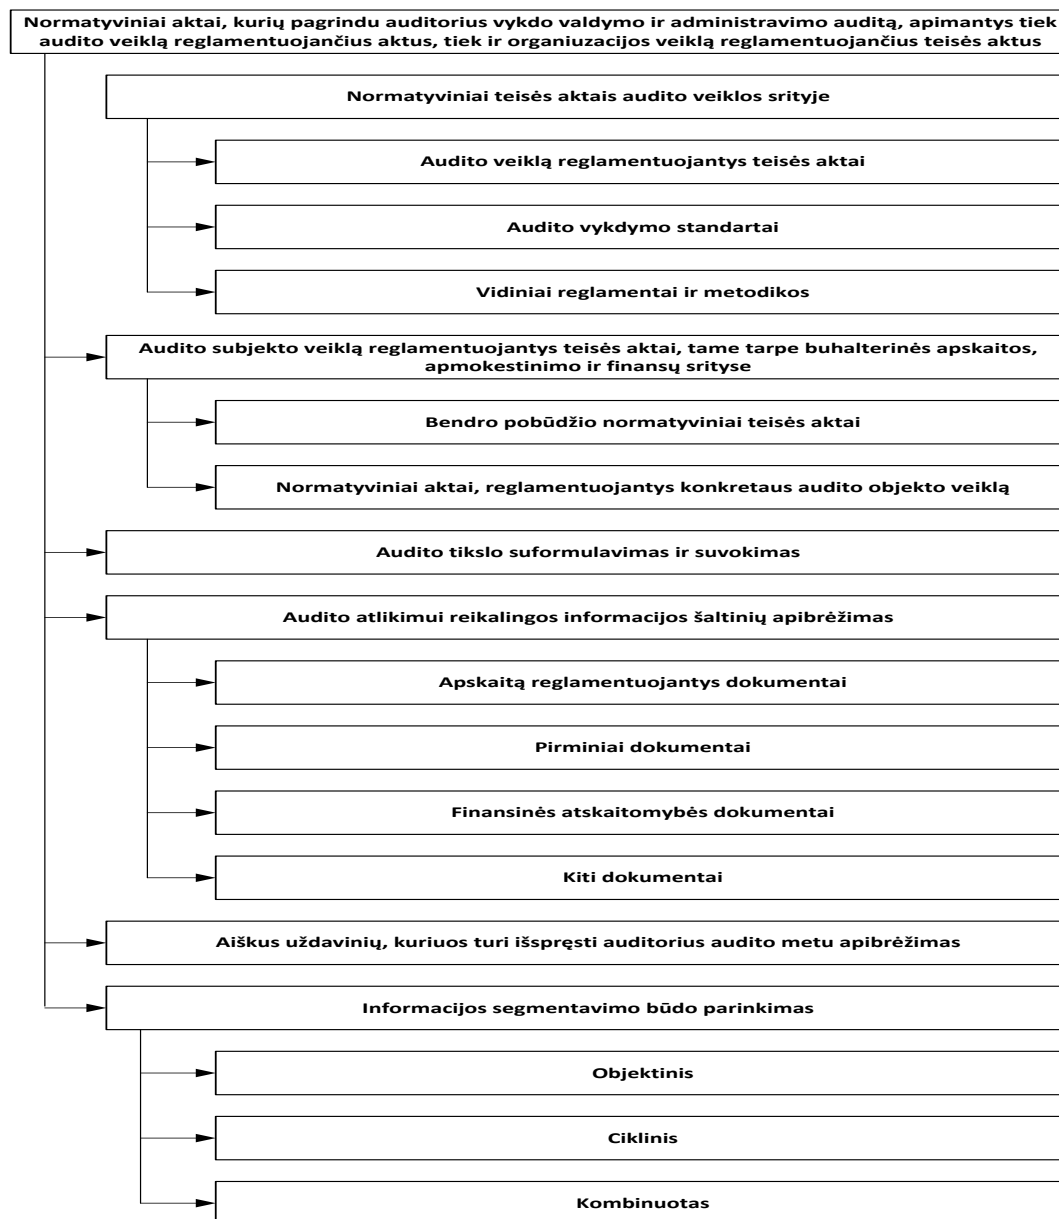 Normatyviniai aktai, kurių pagrindu auditorius vykdo valdymo ir administravimo auditą, apimantys tiek
audito veiklą reglamentuojančius aktus, tiek ir organiuzacijos veiklą reglamentuojančius teisės aktus
Normatyviniai teisės aktais audito veiklos srityje
Audito veiklą reglamentuojantys teisės aktai
Audito vykdymo standartai
Vidiniai reglamentai ir metodikos
Audito subjekto veiklą reglamentuojantys teisės aktai, tame tarpe buhalterinės apskaitos,
apmokestinimo ir finansų srityse
Bendro pobūdžio normatyviniai teisės aktai
Normatyviniai aktai, reglamentuojantys konkretaus audito objekto veiklą
Audito tikslo suformulavimas ir suvokimas
Audito atlikimui reikalingos informacijos šaltinių apibrėžimas
Apskaitą reglamentuojantys dokumentai
Pirminiai dokumentai
Finansinės atskaitomybės dokumentai
Kiti dokumentai
Aiškus uždavinių, kuriuos turi išspręsti auditorius audito metu apibrėžimas
Informacijos segmentavimo būdo parinkimas
Objektinis
Ciklinis
Kombinuotas